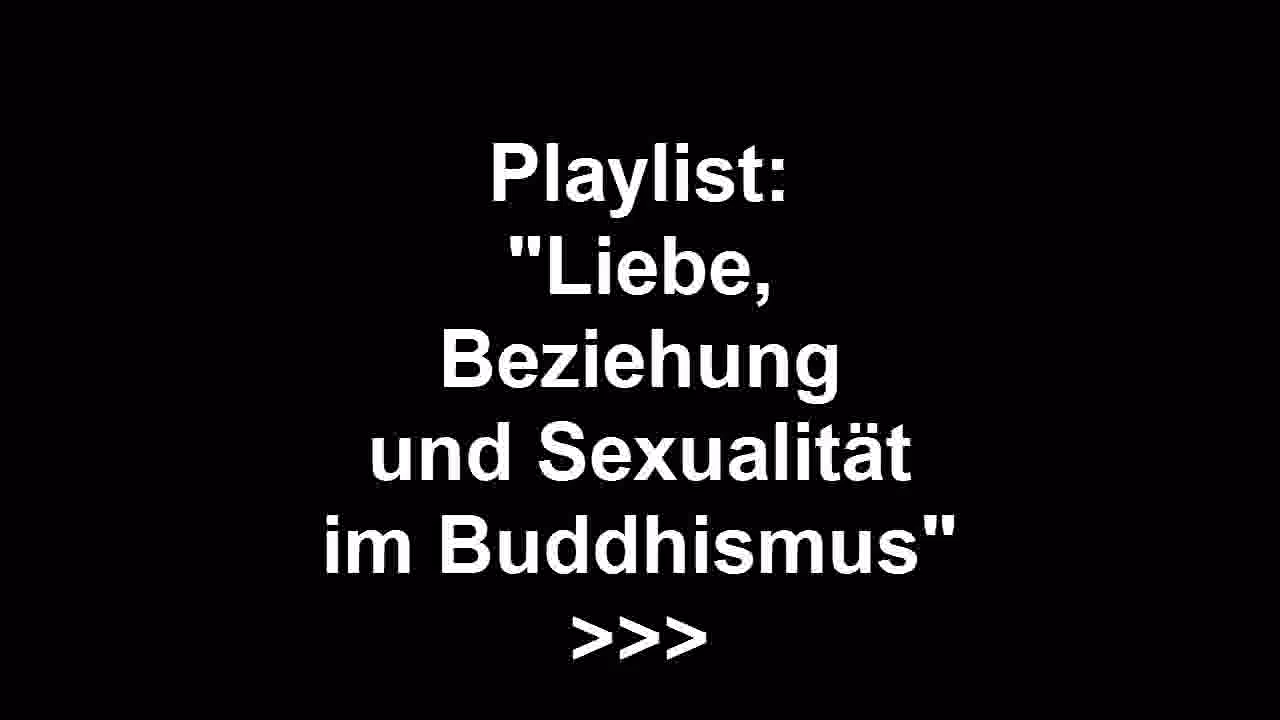 Playlist:
"Liebe,
Beziehung
und Sexualität
im Buddhismus"
>>>